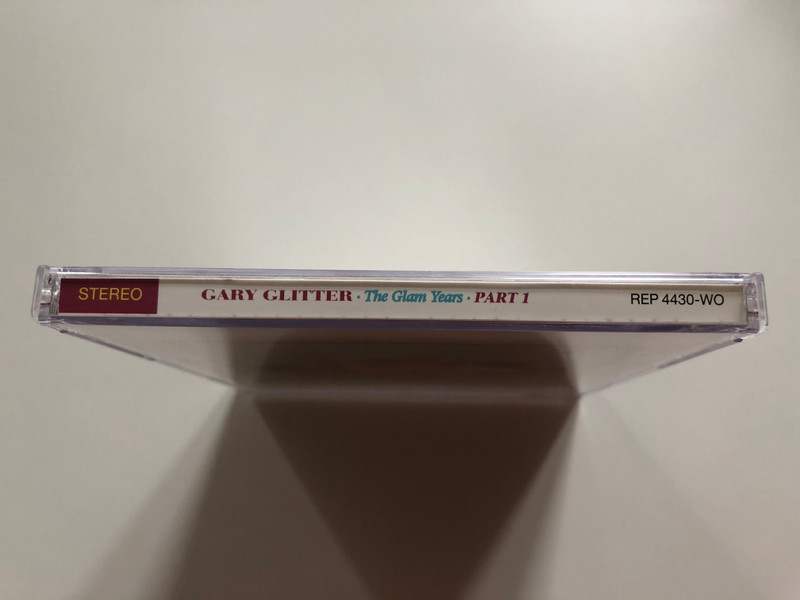 STEREO GARY GLITTER · The Glam Years · PART 1 REP 4430-WO